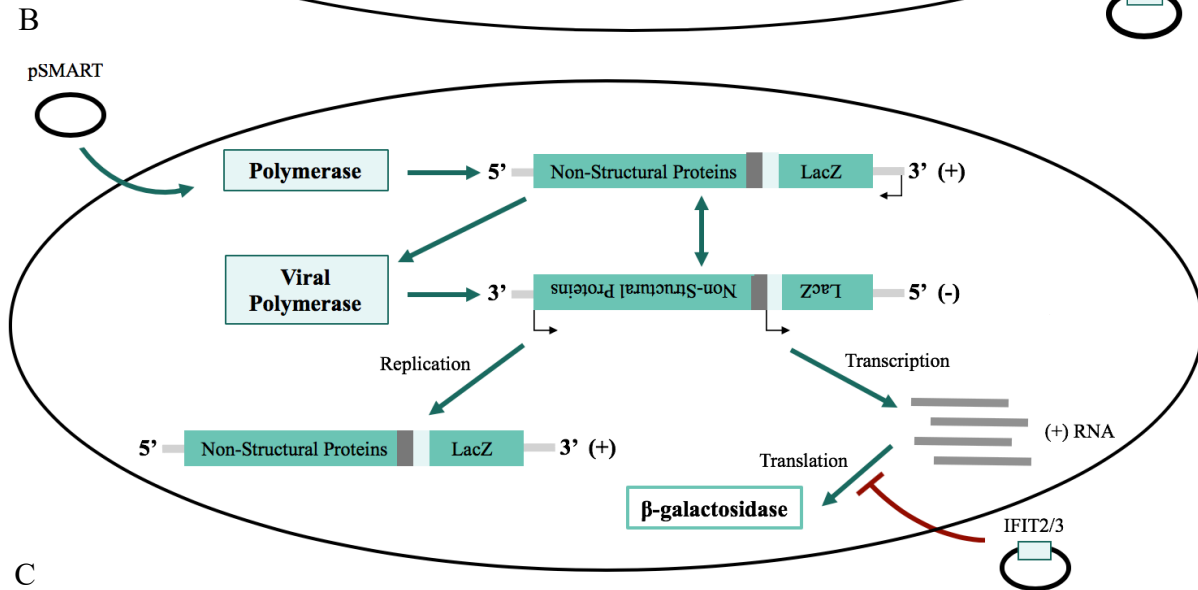 B
pSMART
Polymerase
5’ Non-Structural Proteins LacZ 3’ (+)
Viral
Polymerase
3’ Non-Structural Proteins LacZ 5’ (-)
Replication
Transcription
5’ Non-Structural Proteins LacZ 3’ (+)
(+) RNA
Translation
β-galactosidase
IFIT2/3
C